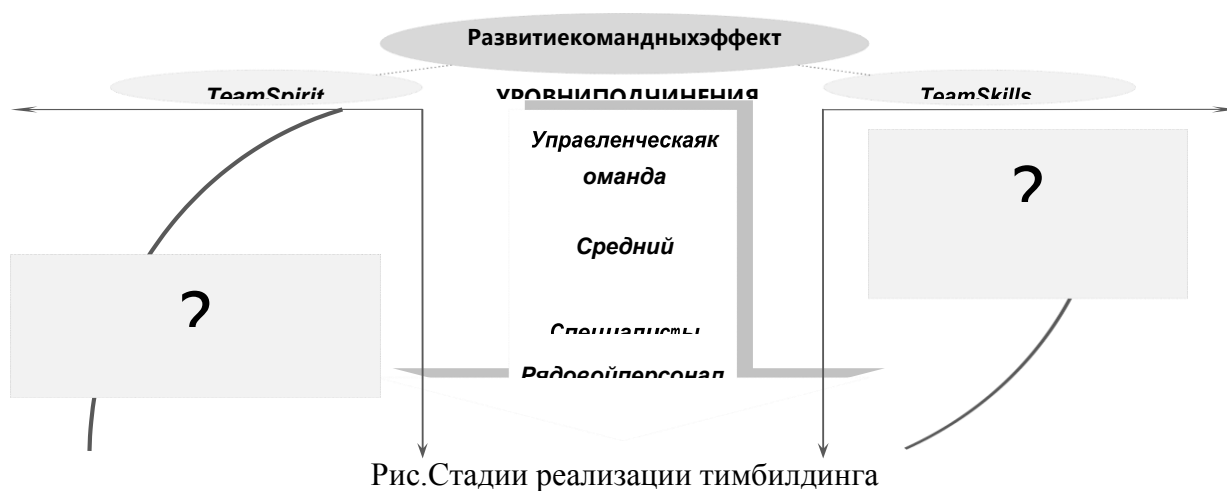 Развитиекомандныхэффект
TeamSpirit
УРОВНИПОДЧИНЕНИЯ
TeamSkills
Управленческаяк
оманда
?
?
Средний
Специалисты
Рядовойперсонал
Рис.Стадии реализации тимбилдинга